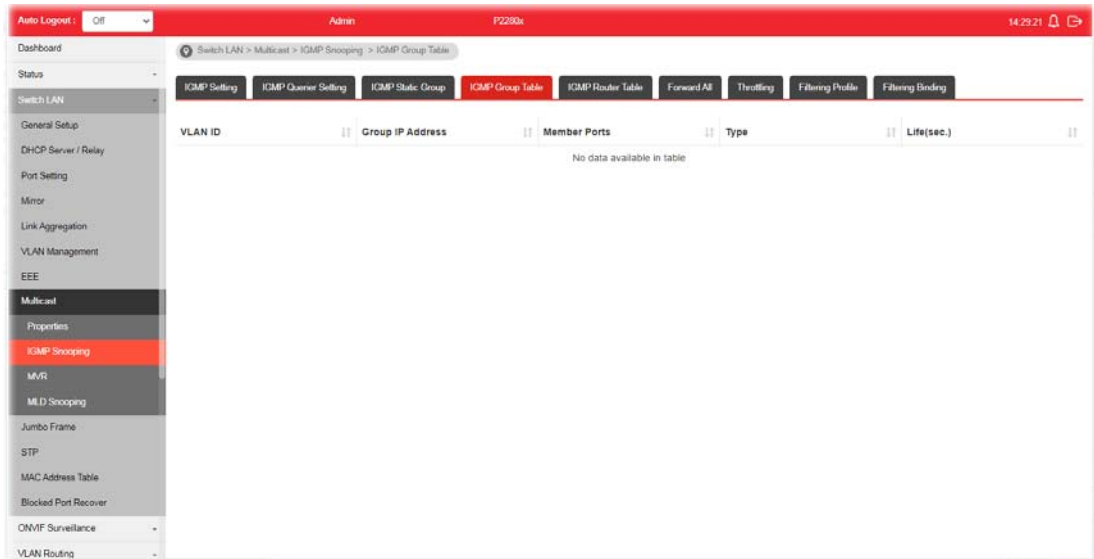 Auto Logout : Off Admin P2280x 14:29:21
Dashboard
Status
Switch LAN
General Setup
DHCP Server / Relay
Port Setting
Mirror
Link Aggregation
VLAN Management
EEE
Multicast
Properties
IGMP Snooping
MVR
MLD Snooping
Jumbo Frame
STP
MAC Address Table
Blocked Port Recover
ONVIF Surveillance
VLAN Routing
Switch LAN > Multicast > IGMP Snooping > IGMP Group Table
IGMP Setting IGMP Querier Setting IGMP Static Group IGMP Group Table IGMP Router Table Forward All Throttling Filtering Profile Filtering Binding
VLAN ID Group IP Address Member Ports Type Life(sec.)
No data available in table